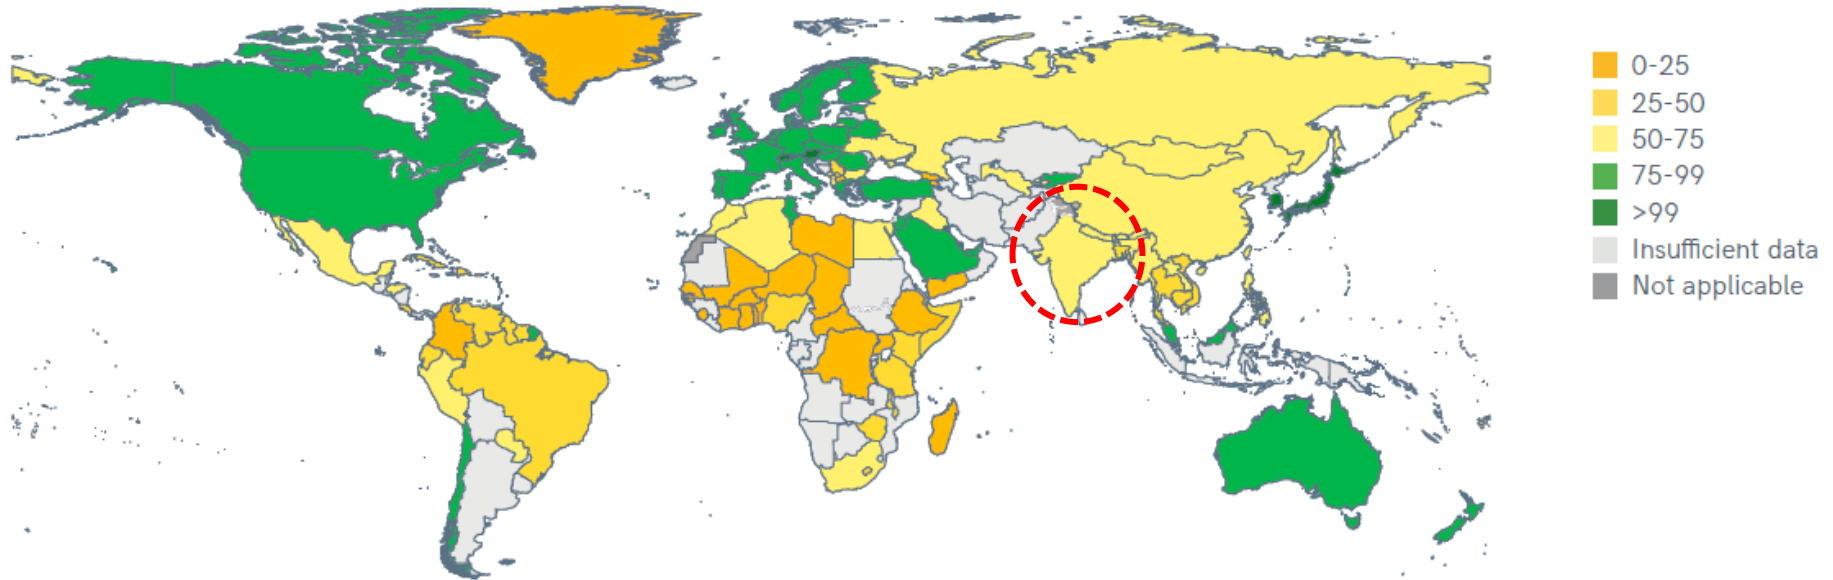 0-25
25-50
50-75
75-99
>99
Insufficient data
Not applicable